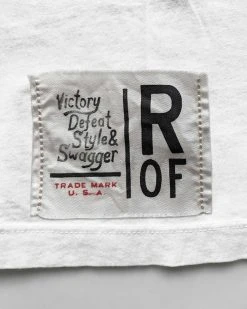 Victory
Defeat
Style &
Swagger
TRADE MARK
U.S.A
R
OF